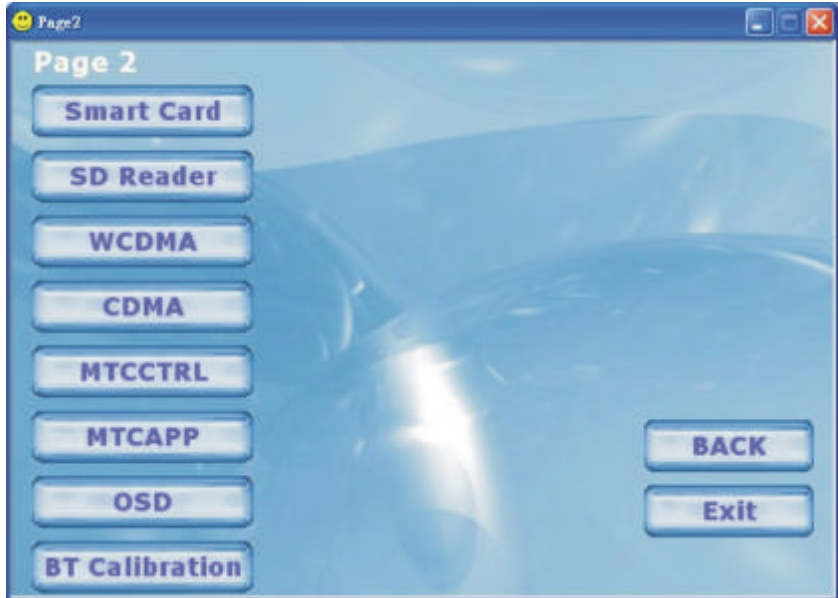 Page2
Page 2
Smart Card
SD Reader
WCDMA
CDMA
MTCCTRL
MTCAPP
OSD
BT Calibration
BACK
Exit